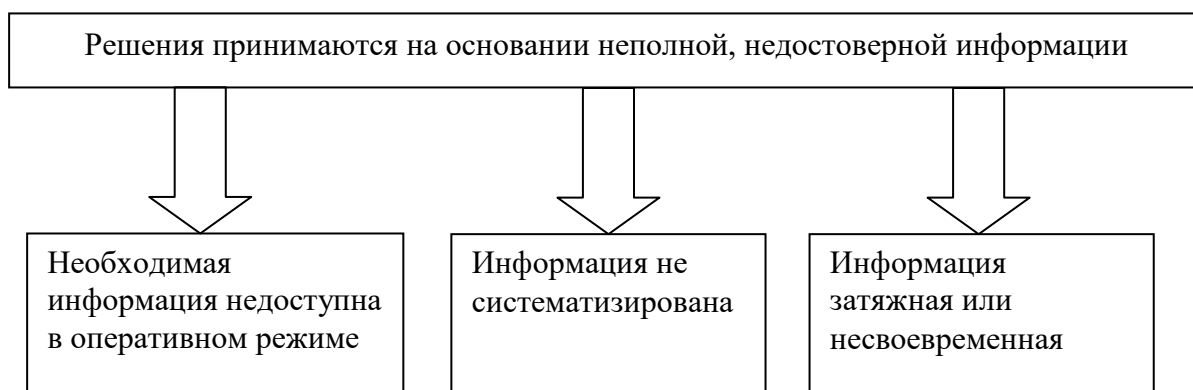 Решения принимаются на основании неполной, недостоверной информации
Необходимая
информация недоступна
в оперативном режиме
Информация не
систематизирована
Информация
затяжная или
несвоевременная